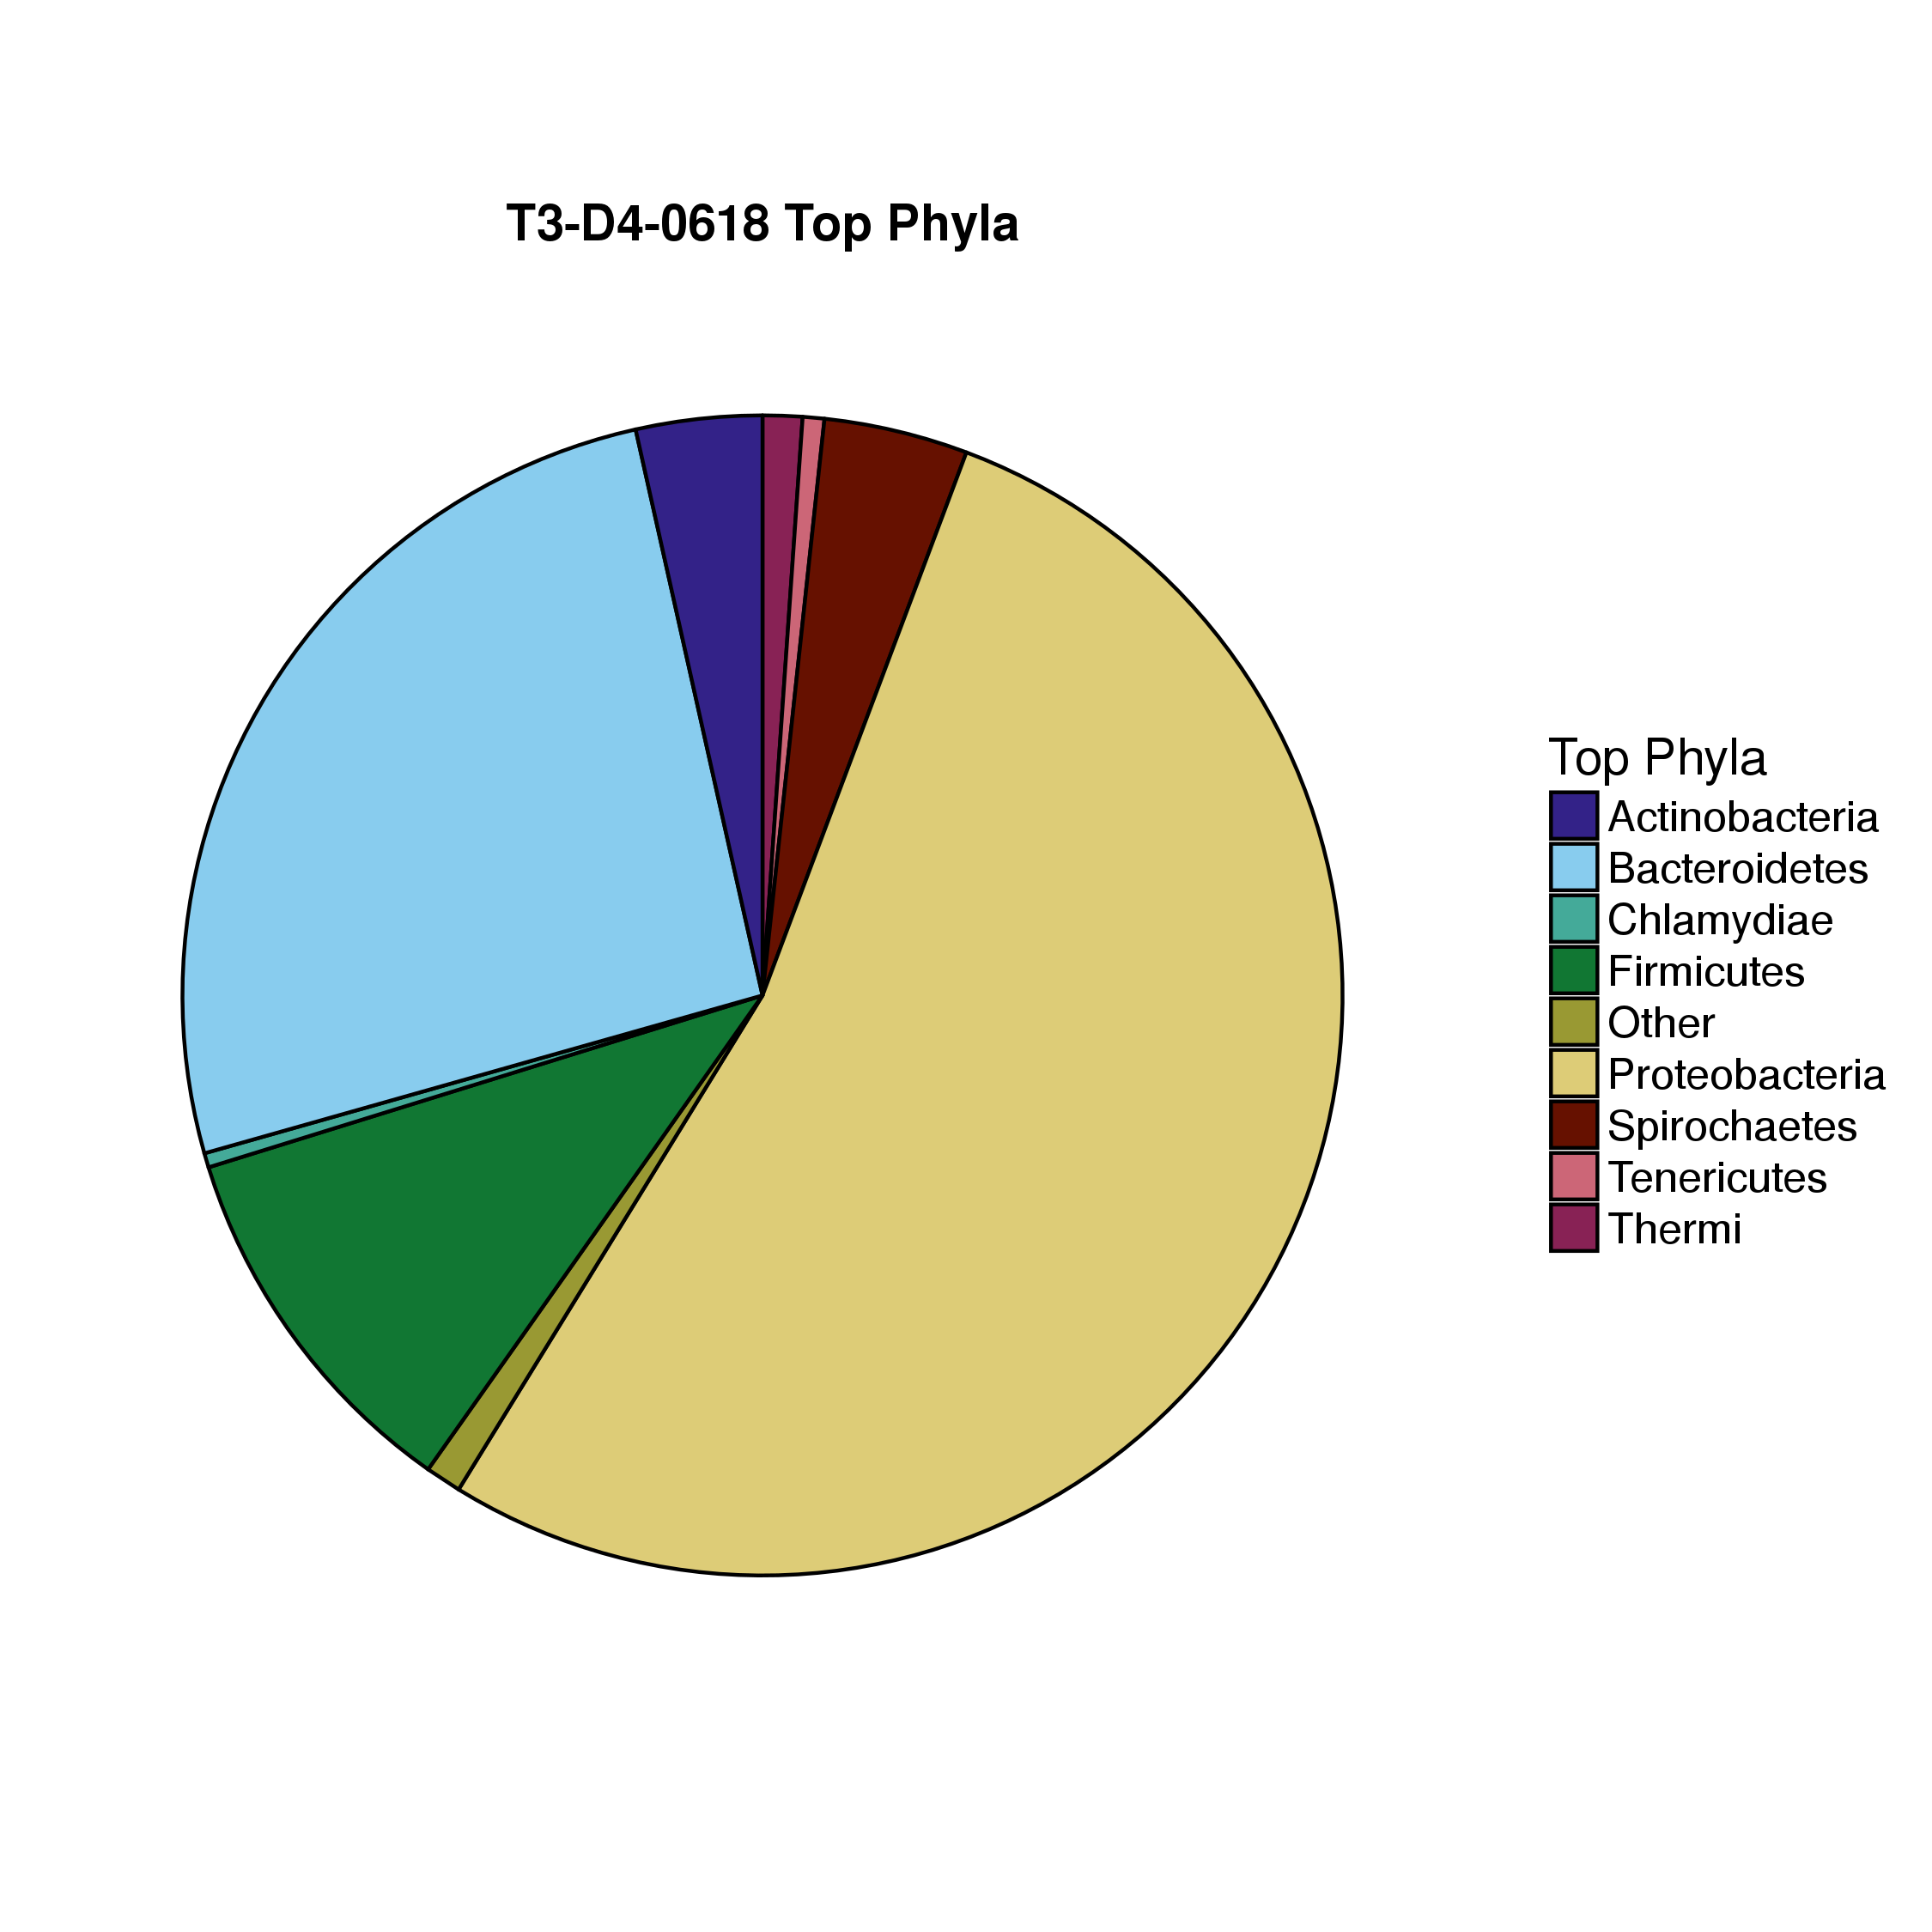 T3-D4-0618 Top Phyla
Top Phyla
Actinobacteria
Bacteroidetes
Chlamydiae
Firmicutes
Other
Proteobacteria
Spirochaetes
Tenericutes
Thermi